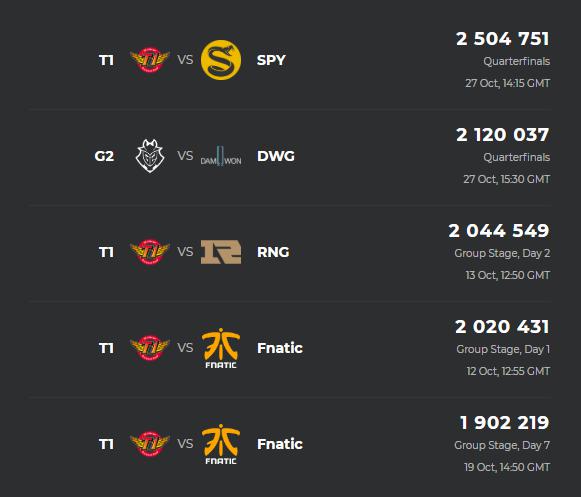 2 504 751
T1 VS SPY
Quarterfinals
27 Oct, 14:15 GMT
2 120 037
G2 VS DAMWON DWG
Quarterfinals
27 Oct, 15:30 GMT
2 044 549
T1 VS RNG
Group Stage, Day 2
13 Oct, 12:50 GMT
2 020 431
T1 VS FNATIC Fnatic
Group Stage, Day 1
12 Oct, 12:55 GMT
1 902 219
T1 VS FNATIC Fnatic
Group Stage, Day 7
19 Oct, 14:50 GMT